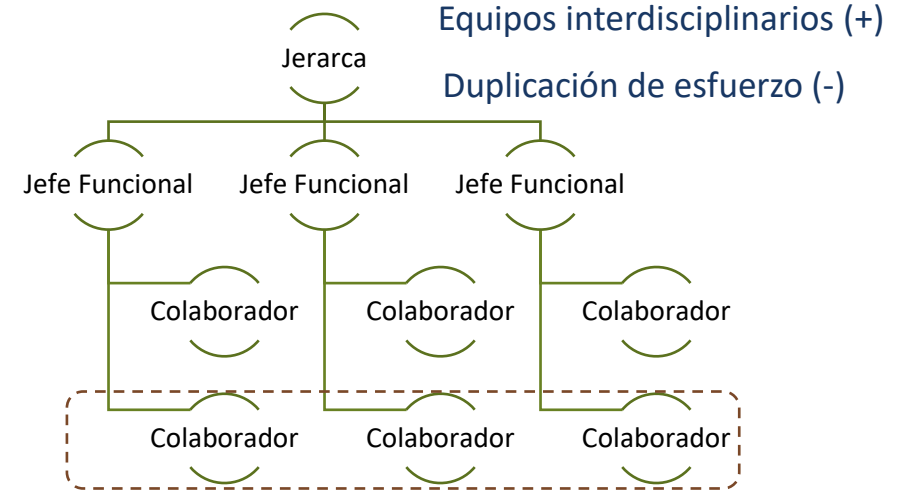 Equipos interdisciplinarios (+)
Jerarca
Duplicación de esfuerzo (-)
Jefe Funcional
Jefe Funcional
Jefe Funcional
Colaborador
Colaborador
Colaborador
Colaborador
Colaborador
Colaborador